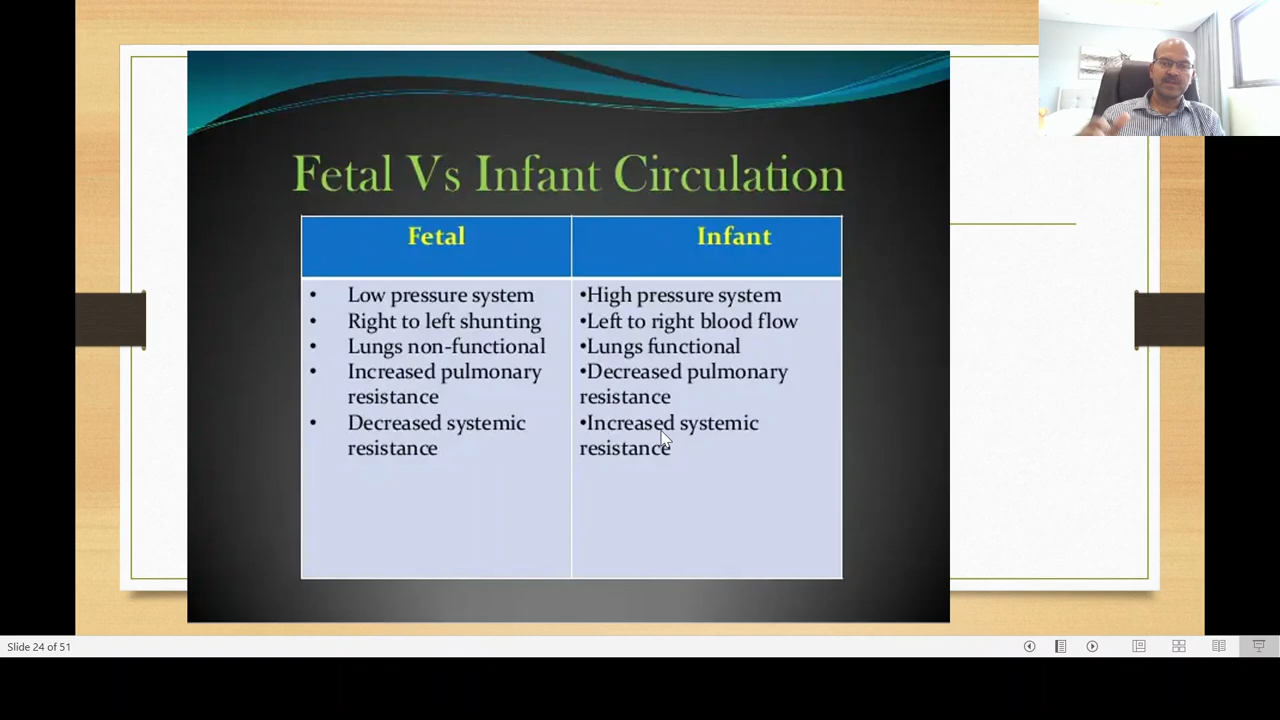 Fetal Vs Infant Circulation
Fetal
Infant
• Low pressure system
• Right to left shunting
• Lungs non-functional
• Increased pulmonary
resistance
• Decreased systemic
resistance
•High pressure system
•Left to right blood flow
•Lungs functional
•Decreased pulmonary
resistance
•Increased systemic
resistance
Slide 24 of 51